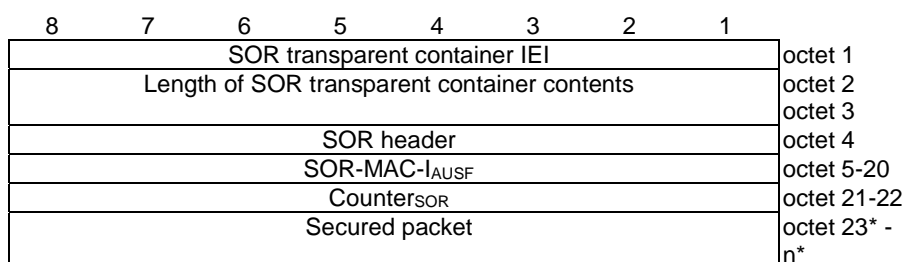 8 7 6 5 4 3 2 1
SOR transparent container IEI octet 1
Length of SOR transparent container contents octet 2
octet 3
SOR header octet 4
SOR-MAC-IAUSF octet 5-20
CounterSOR octet 21-22
Secured packet octet 23* -
n*